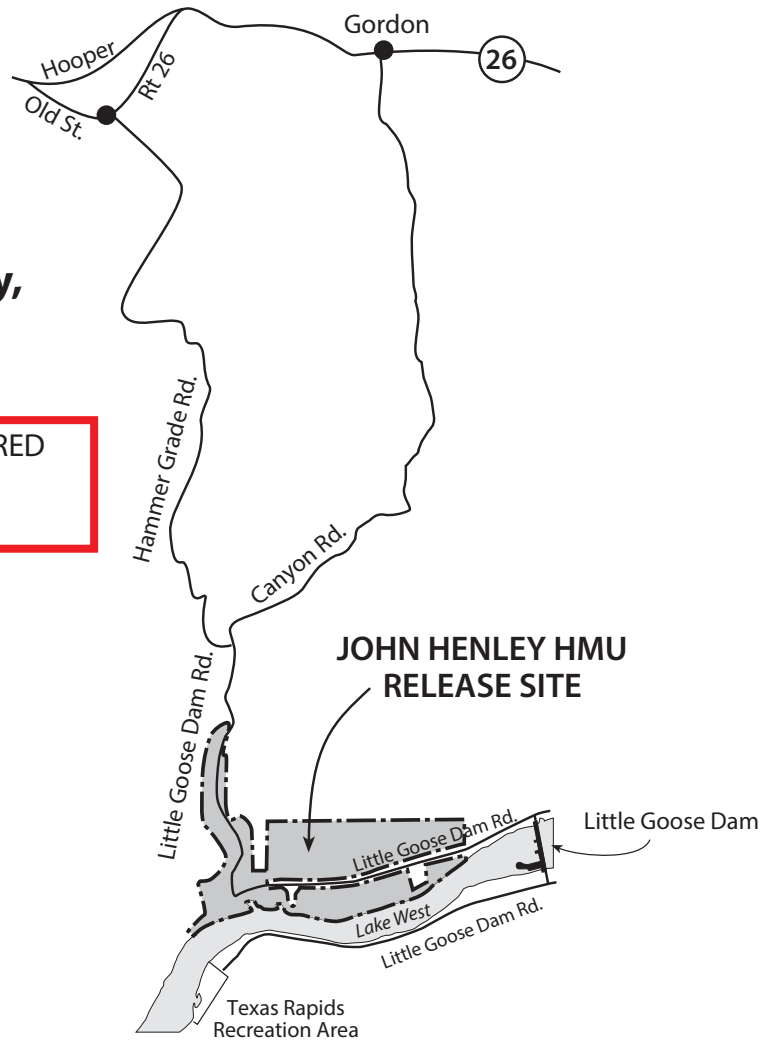 Gordon
Hooper
26
Rt 26
Old St.
y,
RED
Hammer Grade Rd.
Canyon Rd.
JOHN HENLEY HMU
RELEASE SITE
Little Goose Dam Rd.
Little Goose Dam Rd.
Little Goose Dam
Lake West
Little Goose Dam Rd.
Texas Rapids
Recreation Area